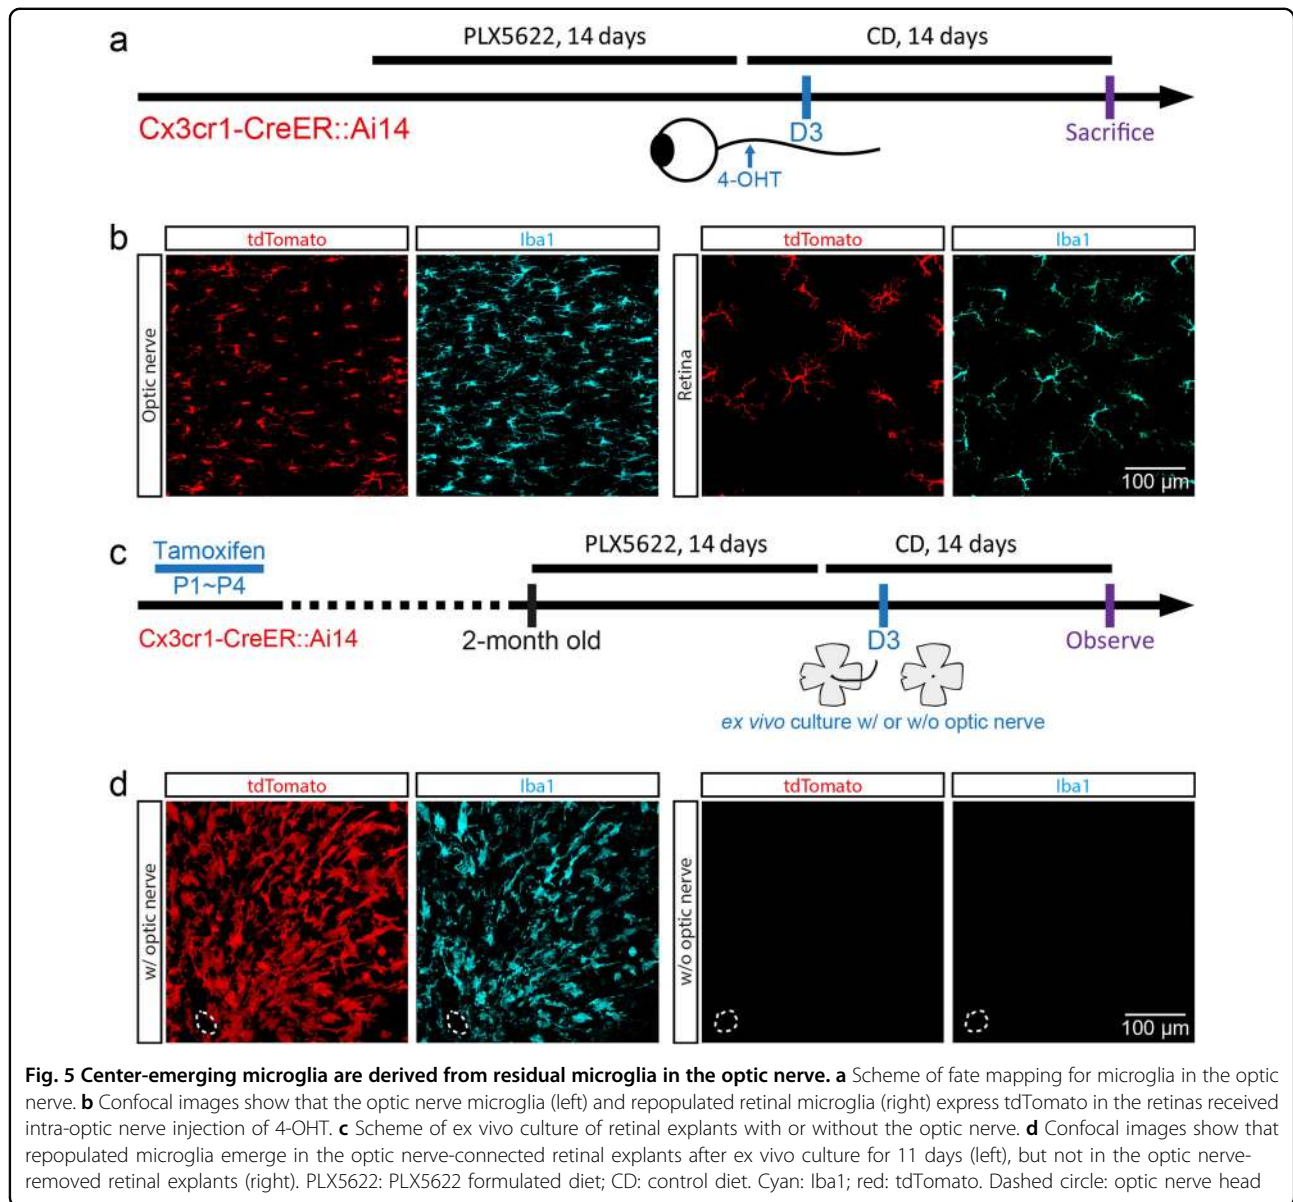 a
PLX5622, 14 days
CD, 14 days
Cx3cr1-CreER::Ai14
D3
Sacrifice
4-OHT
b
tdTomato
Iba1
tdTomato
Iba1
Optic nerve
Retina
100 µm
c
Tamoxifen
P1~P4
PLX5622, 14 days
CD, 14 days
Cx3cr1-CreER::Ai14
2-month old
D3
Observe
ex vivo culture w/ or w/o optic nerve
d
tdTomato
Iba1
tdTomato
Iba1
w/ optic nerve
w/o optic nerve
100 µm
Fig. 5 Center-emerging microglia are derived from residual microglia in the optic nerve. a Scheme of fate mapping for microglia in the optic
nerve. b Confocal images show that the optic nerve microglia (left) and repopulated retinal microglia (right) express tdTomato in the retinas received
intra-optic nerve injection of 4-OHT. c Scheme of ex vivo culture of retinal explants with or without the optic nerve. d Confocal images show that
repopulated microglia emerge in the optic nerve-connected retinal explants after ex vivo culture for 11 days (left), but not in the optic nerve-
removed retinal explants (right). PLX5622: PLX5622 formulated diet; CD: control diet. Cyan: Iba1; red: tdTomato. Dashed circle: optic nerve head